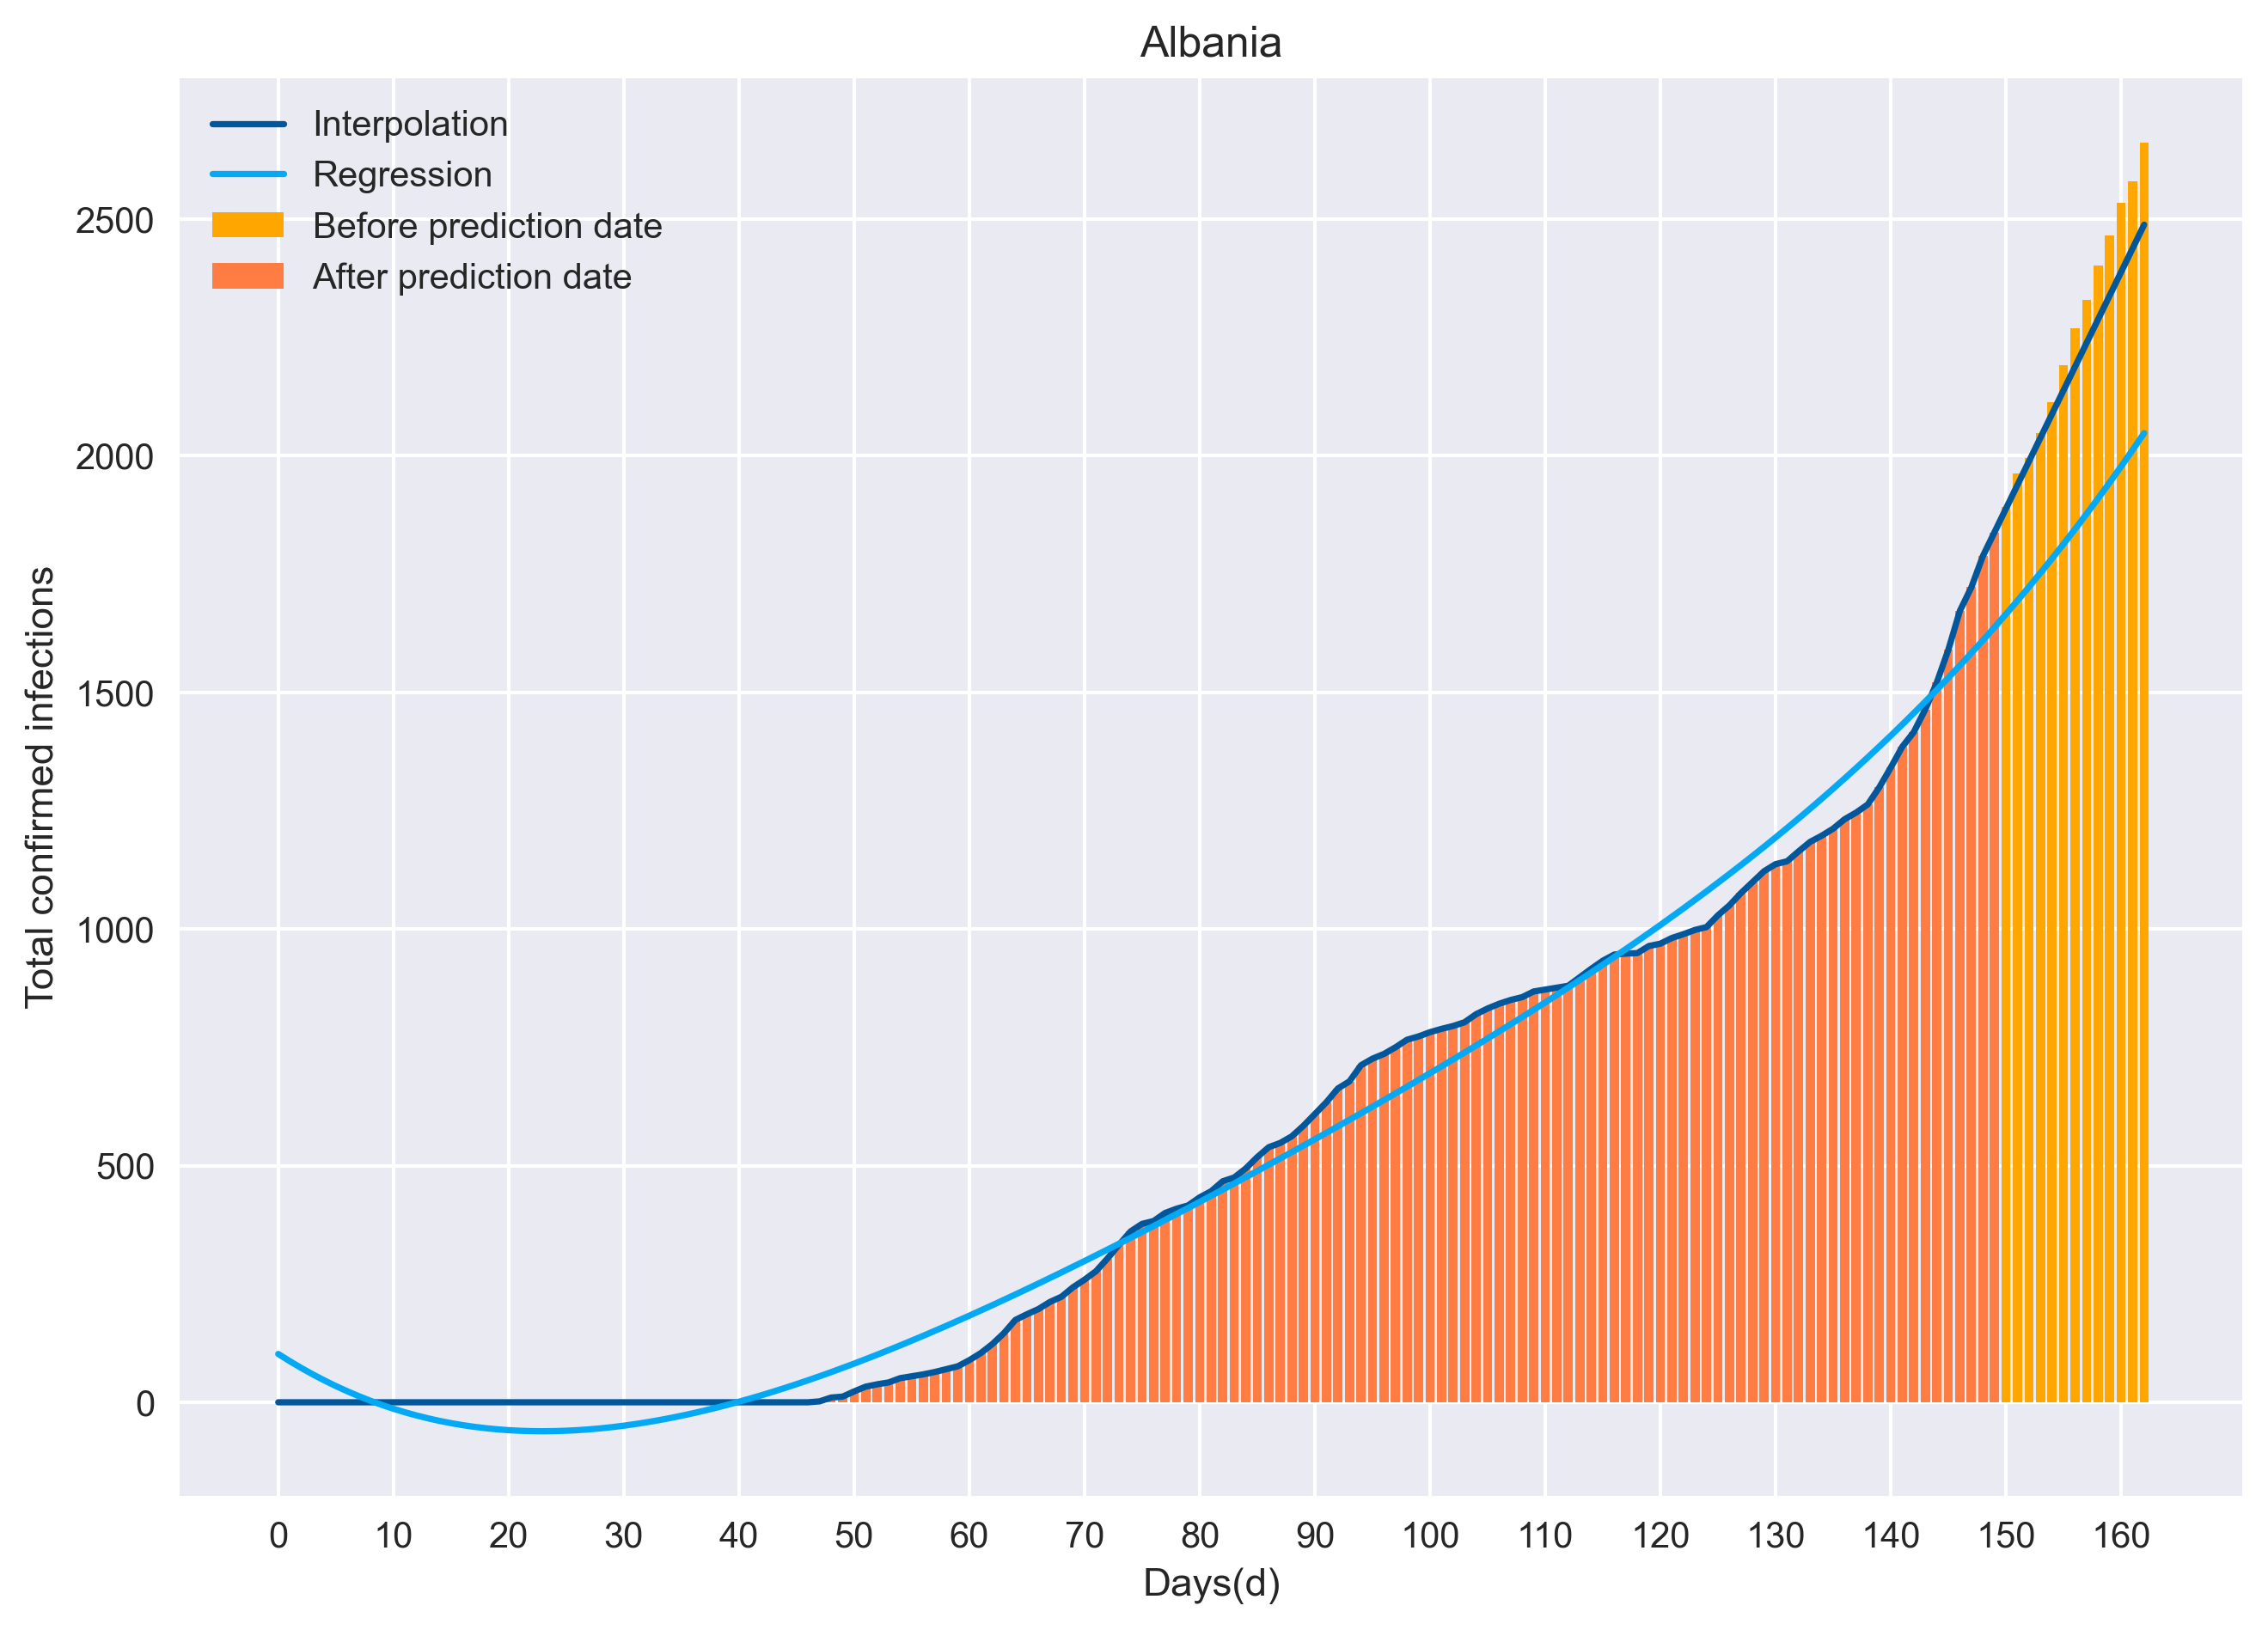 Albania
Interpolation
Regression
Before prediction date
After prediction date
2500
2000
1500
1000
500
0
Total confirmed infections
0 10 20 30 40 50 60 70 80 90 100 110 120 130 140 150 160
Days(d)